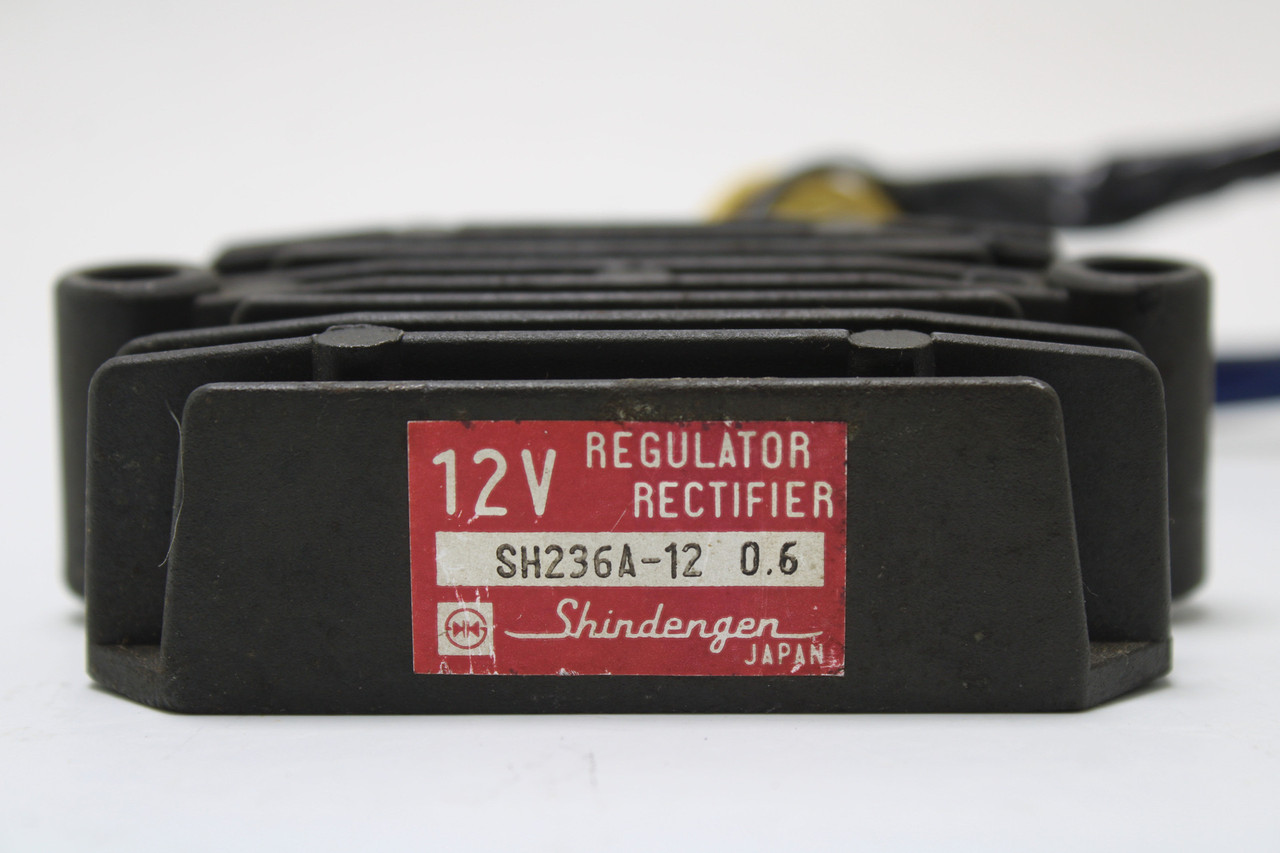 12V REGULATOR
RECTIFIER
SH236A-12 0.6
Shindengen
JAPAN